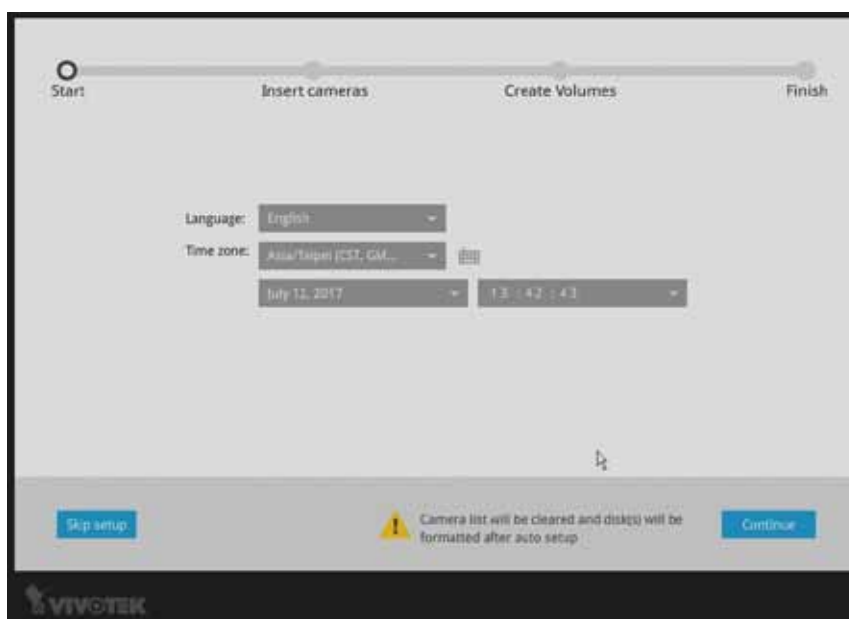 Start
Insert cameras
Create Volumes
Finish
Language: English
Time zone: Asia/Taipei (CST, GM...
July 12, 2017 13 : 42 : 43
Skip setup
Camera list will be cleared and disk(s) will be
formatted after auto setup
Continue
VIVOTEK